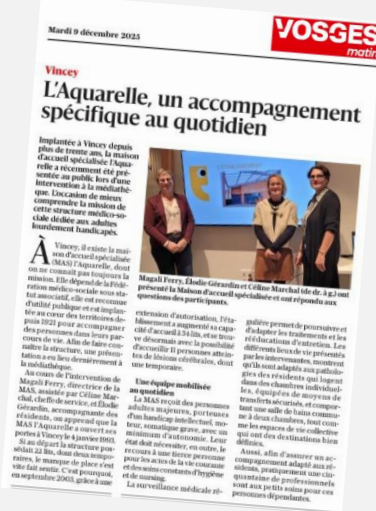 Mardi 9 décembre 2025
VOSGES
matin
Vincey
L'Aquarelle, un accompagnement
spécifique au quotidien
Implantée à Vincey depuis
plus de trente ans, la maison
d'accueil spécialisée l'Aqua-
relle a récemment été pré-
sentée au public lors d'une
intervention à la médiathè-
que. L'occasion de mieux
comprendre la mission de
cette structure médico-so-
ciale dédiée aux adultes
lourdement handicapés.
À Vincey, il existe la mai-
son d'accueil spécialisée
(MAS) l'Aquarelle, dont
on ne connaît pas toujours la
mission. Elle dépend de la Fédé-
ration médico-sociale sous sta-
tut associatif, elle est reconnue
d'utilité publique et est implan-
tée au cœur des territoires de-
puis 1921 pour accompagner
des personnes dans leurs par-
cours de vie. Afin de faire con-
naître la structure, une présen-
tation a eu lieu dernièrement à
la médiathèque.
Au cours de l'intervention de
Magali Ferry, directrice de la
MAS, assistée par Céline Mar-
chal, cheffe de service, et Élodie
Gérardin, accompagnante des
résidents, on apprend que la
MAS l'Aquarelle a ouvert ses
portes à Vincey le 4 janvier 1993.
Si au départ la structure pos-
sédait 22 lits, dont deux tempo-
raires, le manque de place s'est
vite fait sentir. C'est pourquoi,
en septembre 2003, grâce à une
Magali Ferry, Élodie Gérardin et Céline Marchal (de dr. à g.) ont
présenté la Maison d'accueil spécialisée et ont répondu aux
questions des participants.
extension d'autorisation, l'éta-
blissement a augmenté sa capa-
cité d'accueil à 34 lits, et se trou-
ve désormais avec la possibilité
d'accueillir 11 personnes attein-
tes de lésions cérébrales, dont
une temporaire.
Une équipe mobilisée
au quotidien
La MAS reçoit des personnes
adultes majeures, porteuses
d'un handicap intellectuel, mo-
teur, somatique grave, avec un
minimum d'autonomie. Leur
état doit nécessiter, en outre, le
recours à une tierce personne
pour les actes de la vie courante
et des soins constants d'hygiène
et de nursing.
La surveillance médicale ré-
gulière permet de poursuivre et
d'adapter les traitements et les
rééducations d'entretien. Les
différents lieux de vie présentés
par les intervenantes, montrent
qu'ils sont adaptés aux patholo-
gies des résidents qui logent
dans des chambres individuel-
les, équipées de moyens de
transferts sécurisés, et compor-
tant une salle de bains commu-
ne à deux chambres, tout com-
me les espaces de vie collective
qui ont des destinations bien
définies.
Aussi, afin d'assurer un ac-
compagnement adapté aux ré-
sidents, pratiquement une cin-
quantaine de professionnels
sont aux petits soins pour ces
personnes dépendantes.